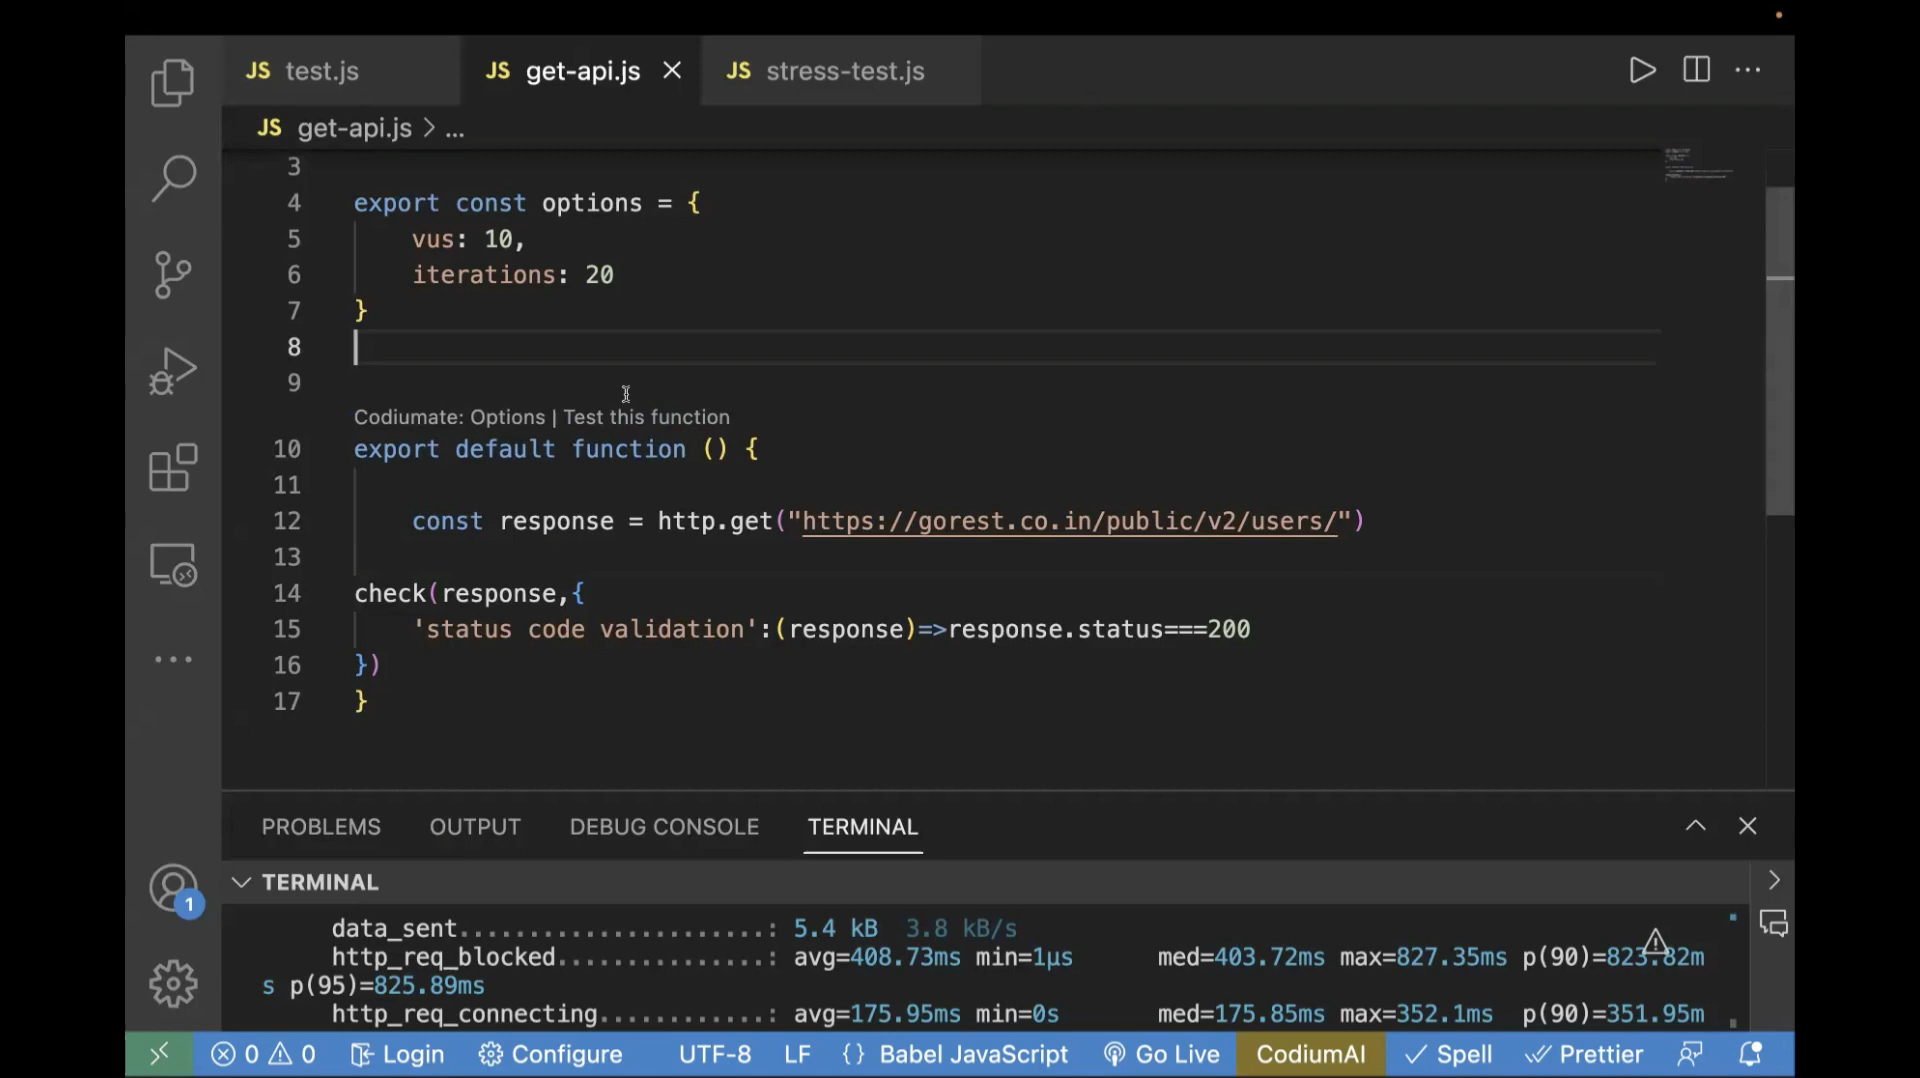 JS test.js
JS get-api.js
JS stress-test.js
JS get-api.js > ...
3
4 export const options = {
5 vus: 10,
6 iterations: 20
7 }
8
9
Codiumate: Options | Test this function
10 export default function () {
11
12 const response = http.get("https://gorest.co.in/public/v2/users/")
13
14 check(response,{
15 'status code validation':(response)=>response.status===200
16 })
17 }
PROBLEMS OUTPUT DEBUG CONSOLE TERMINAL
TERMINAL
data_sent......................: 5.4 kB 3.8 kB/s
http_req_blocked...............: avg=408.73ms min=1µs med=403.72ms max=827.35ms p(90)=823.82m
s p(95)=825.89ms
http_req_connecting............: avg=175.95ms min=0s med=175.85ms max=352.1ms p(90)=351.95m
1
0 0 Login Configure UTF-8 LF {} Babel JavaScript Go Live CodiumAI Spell Prettier